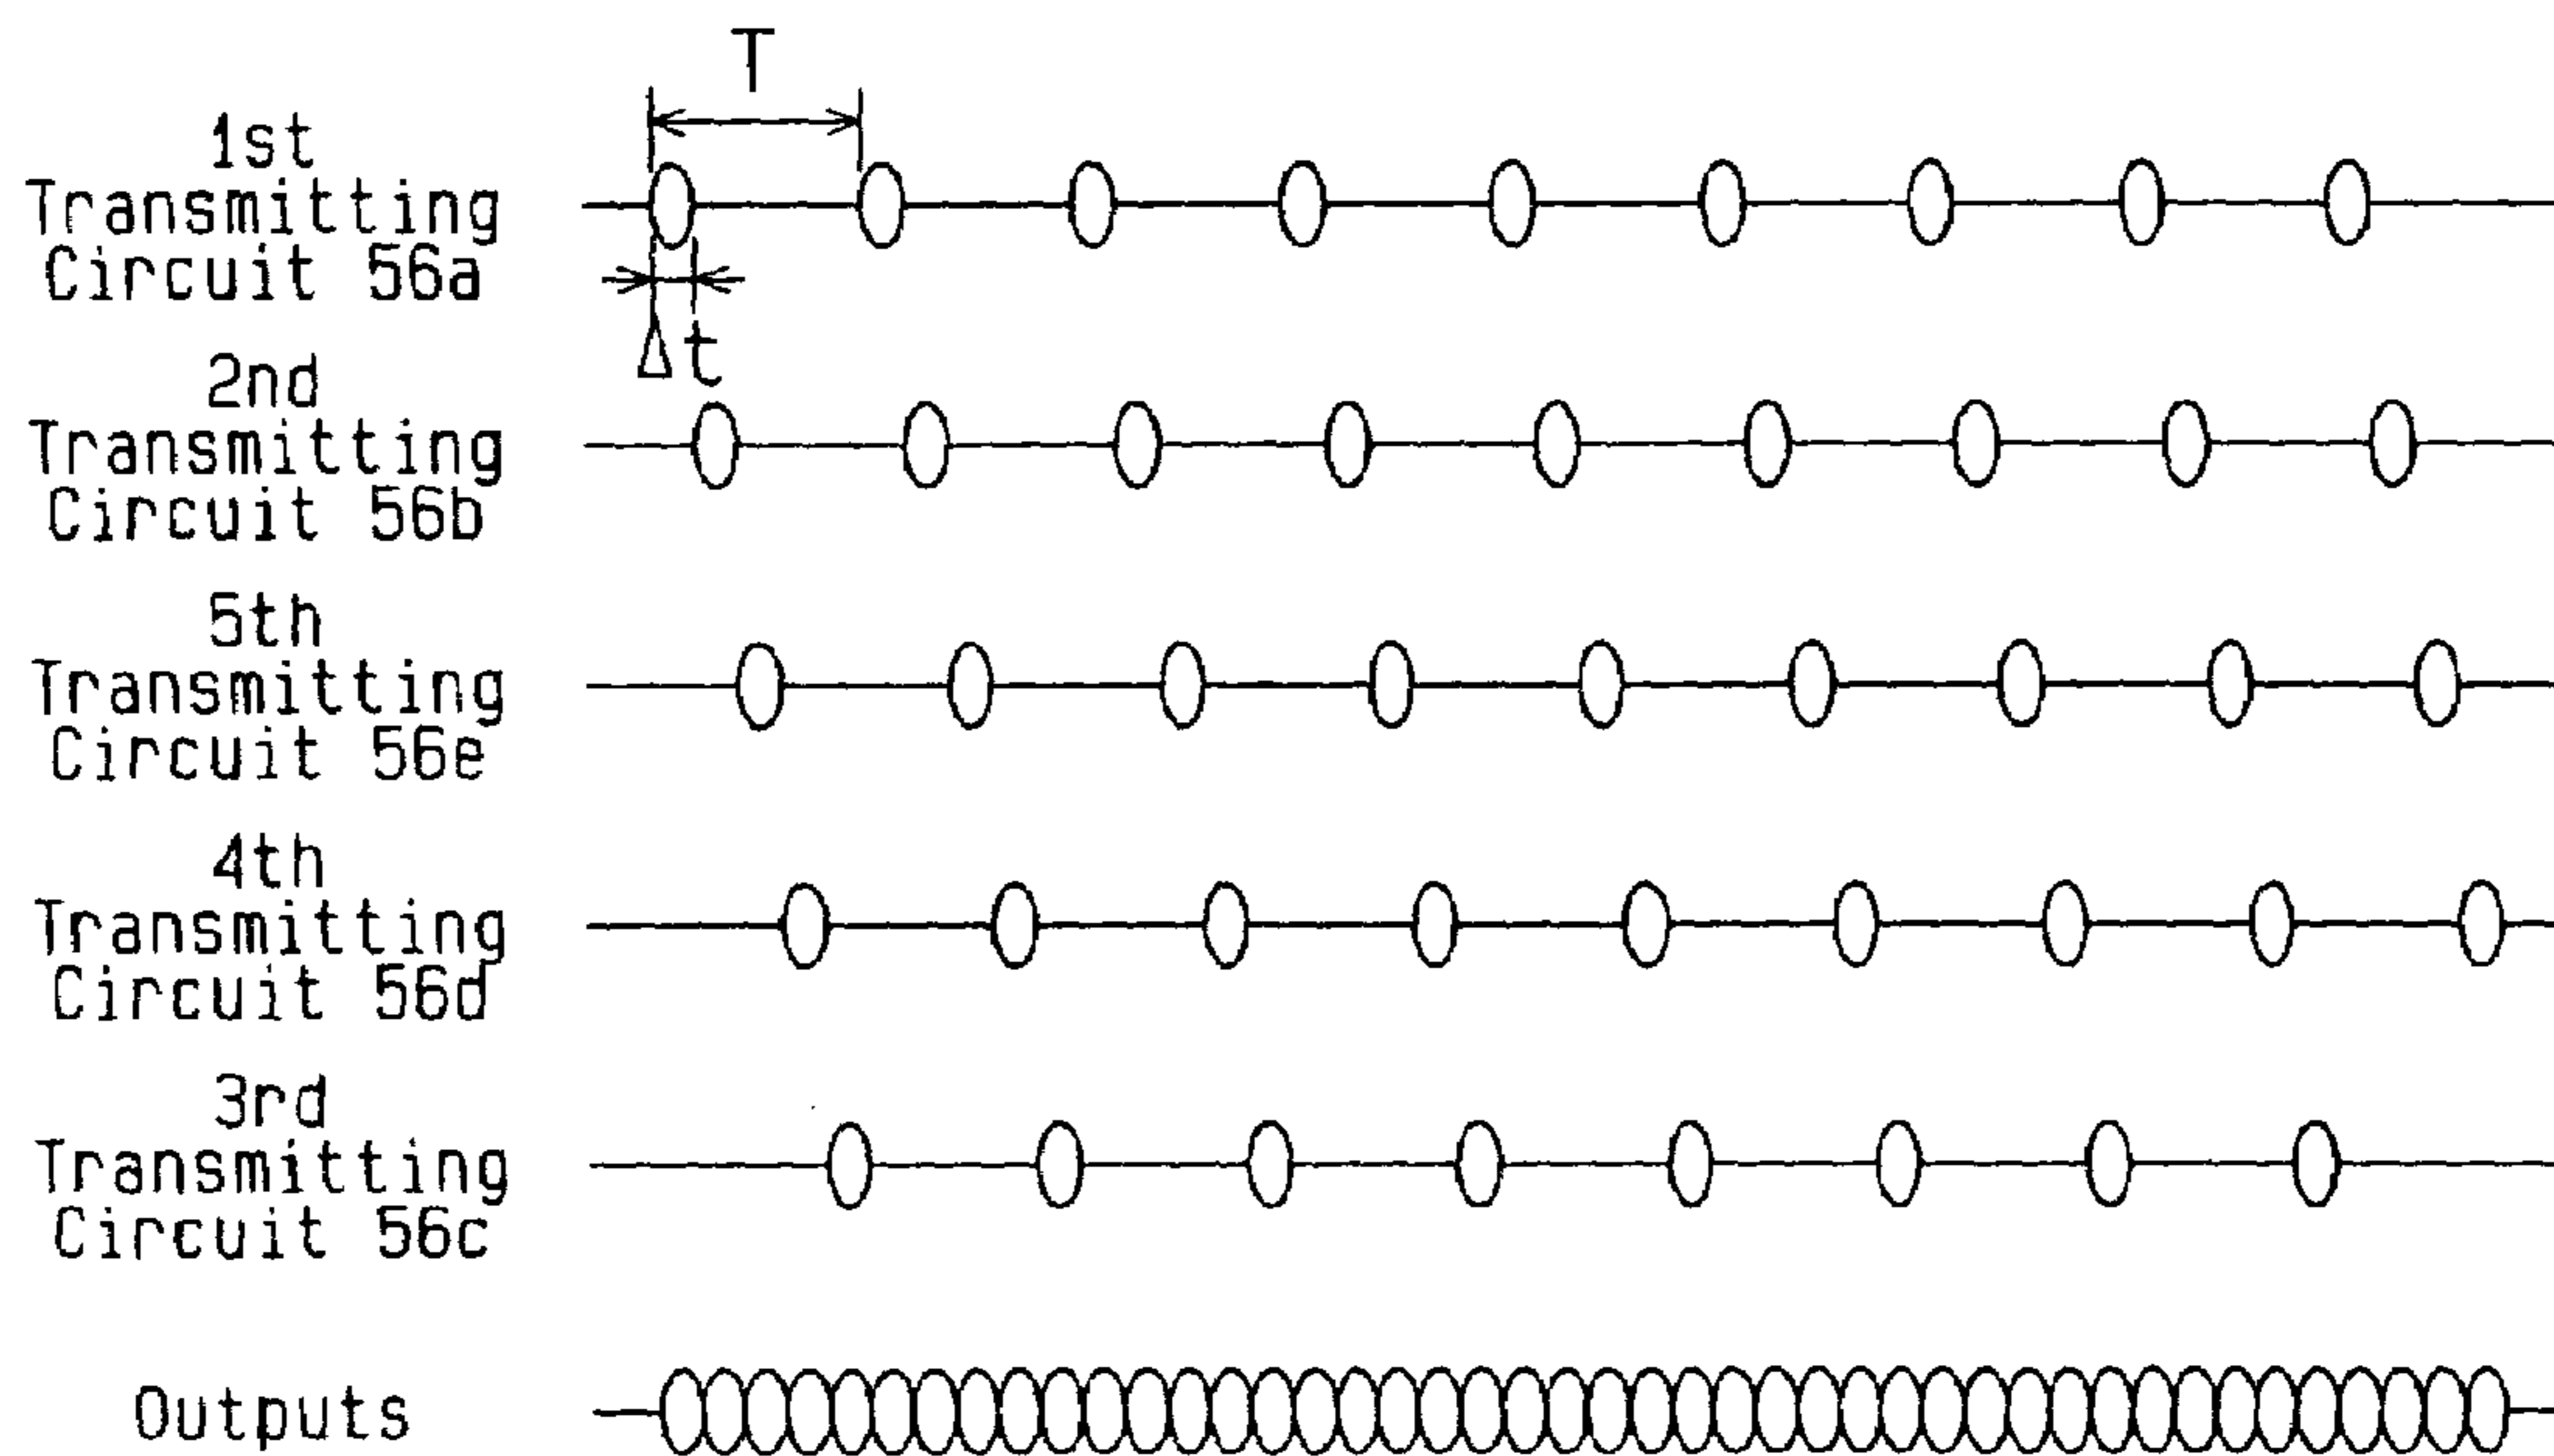 T
1st
Transmitting
Circuit 56a
Δt
2nd
Transmitting
Circuit 56b
5th
Transmitting
Circuit 56e
4th
Transmitting
Circuit 56d
3rd
Transmitting
Circuit 56c
Outputs